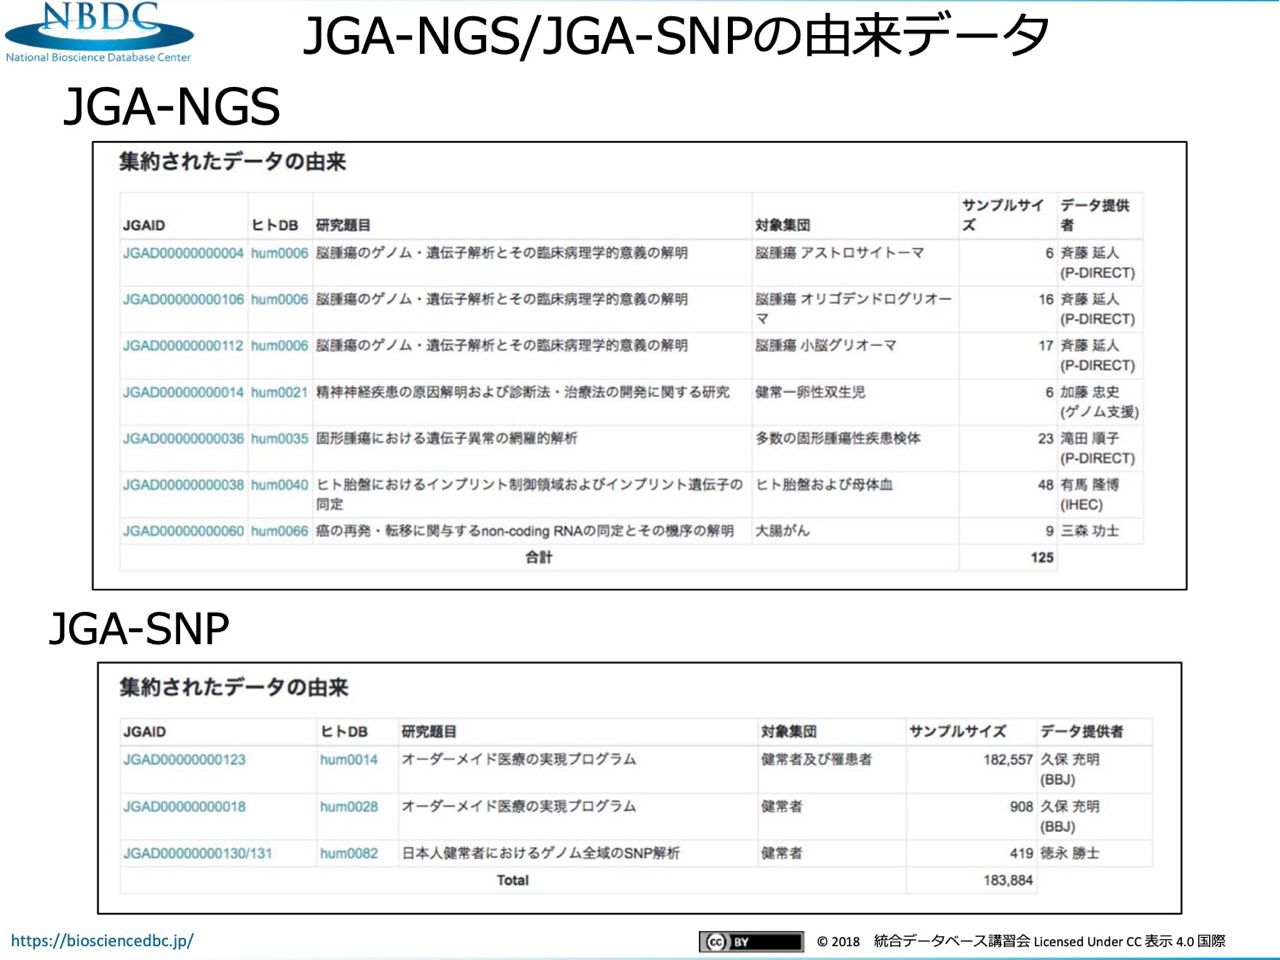 NBDC
National Bioscience Database Center
JGA-NGS/JGA-SNPの由来データ
JGA-NGS
集約されたデータの由来
JGAID ヒトDB 研究題目 対象集団 サンプルサイズ データ提供者
JGAD00000000004 hum0006 脳腫瘍のゲノム・遺伝子解析とその臨床病理学的意義の解明 脳腫瘍 アストロサイトーマ 6 斉藤 延人 (P-DIRECT)
JGAD00000000106 hum0006 脳腫瘍のゲノム・遺伝子解析とその臨床病理学的意義の解明 脳腫瘍 オリゴデンドログリオーマ 16 斉藤 延人 (P-DIRECT)
JGAD00000000112 hum0006 脳腫瘍のゲノム・遺伝子解析とその臨床病理学的意義の解明 脳腫瘍 小脳グリオーマ 17 斉藤 延人 (P-DIRECT)
JGAD00000000014 hum0021 精神神経疾患の原因解明および診断法・治療法の開発に関する研究 健常一卵性双生児 6 加藤 忠史 (ゲノム支援)
JGAD00000000036 hum0035 固形腫瘍における遺伝子異常の網羅的解析 多数の固形腫瘍性疾患検体 23 滝田 順子 (P-DIRECT)
JGAD00000000038 hum0040 ヒト胎盤におけるインプリント制御領域およびインプリント遺伝子の同定 ヒト胎盤および母体血 48 有馬 隆博 (IHEC)
JGAD00000000060 hum0066 癌の再発・転移に関与するnon-coding RNAの同定とその機序の解明 大腸がん 9 三森 功士
合計 125
JGA-SNP
集約されたデータの由来
JGAID ヒトDB 研究題目 対象集団 サンプルサイズ データ提供者
JGAD00000000123 hum0014 オーダーメイド医療の実現プログラム 健常者及び罹患者 182,557 久保 充明 (BBJ)
JGAD00000000018 hum0028 オーダーメイド医療の実現プログラム 健常者 908 久保 充明 (BBJ)
JGAD00000000130/131 hum0082 日本人健常者におけるゲノム全域のSNP解析 健常者 419 徳永 勝士
Total 183,884
https://biosciencedbc.jp/
cc BY
© 2018 統合データベース講習会 Licensed Under CC 表示 4.0 国際